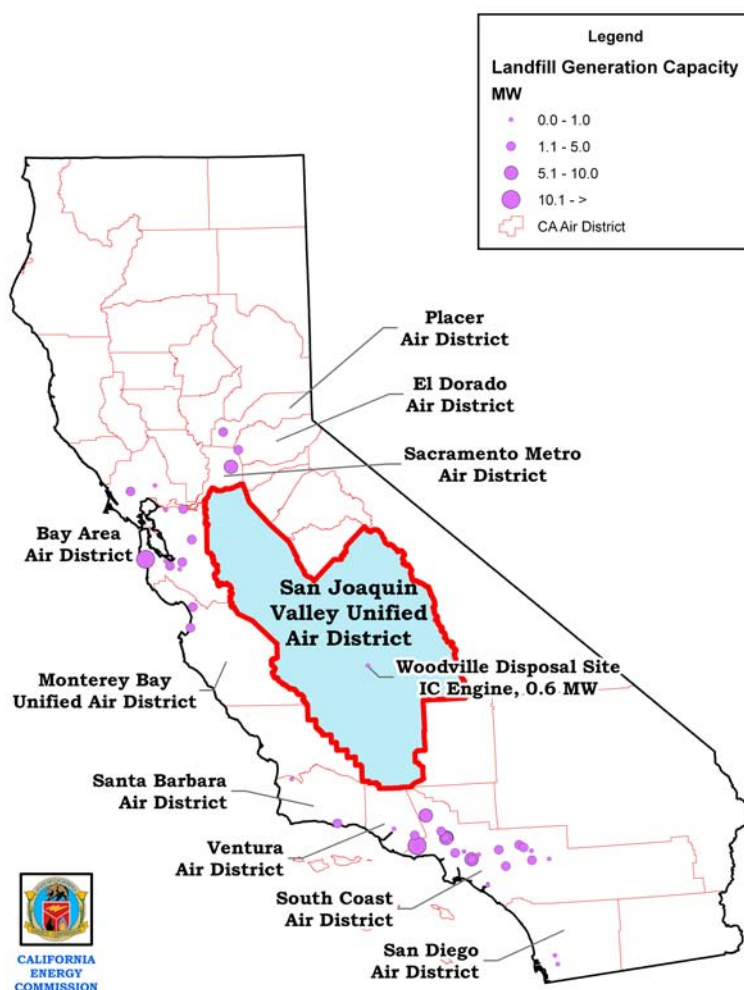 Legend
Landfill Generation Capacity
MW
0.0 - 1.0
1.1 - 5.0
5.1 - 10.0
10.1 - >
CA Air District
Placer
Air District
El Dorado
Air District
Sacramento Metro
Air District
Bay Area
Air District
San Joaquin
Valley Unified
Air District
Woodville Disposal Site
IC Engine, 0.6 MW
Monterey Bay
Unified Air District
Santa Barbara
Air District
Ventura
Air District
South Coast
Air District
San Diego
Air District
CALIFORNIA
ENERGY
COMMISSION